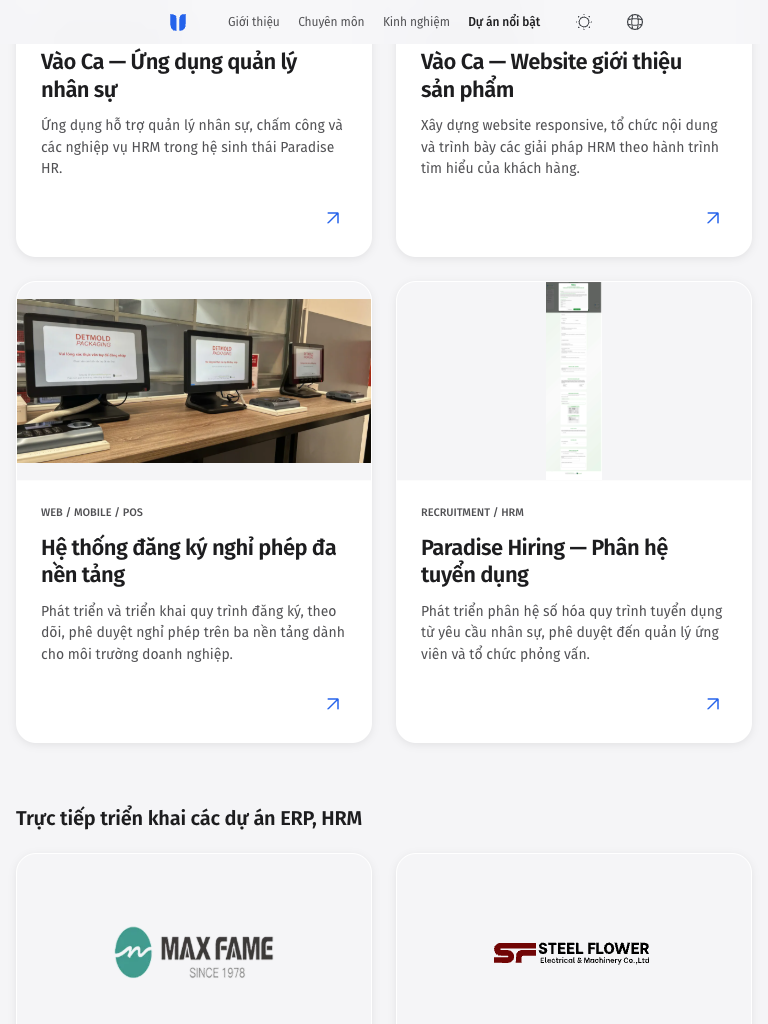 Giới thiệu Chuyên môn Kinh nghiệm Dự án nổi bật
Vào Ca — Ứng dụng quản lý
nhân sự
Ứng dụng hỗ trợ quản lý nhân sự, chấm công và
các nghiệp vụ HRM trong hệ sinh thái Paradise
HR.
Vào Ca — Website giới thiệu
sản phẩm
Xây dựng website responsive, tổ chức nội dung
và trình bày các giải pháp HRM theo hành trình
tìm hiểu của khách hàng.
DETMOLD
PACKAGING
DETMOLD
PACKAGING
WEB / MOBILE / POS
Hệ thống đăng ký nghỉ phép đa
nền tảng
Phát triển và triển khai quy trình đăng ký, theo
dõi, phê duyệt nghỉ phép trên ba nền tảng dành
cho môi trường doanh nghiệp.
RECRUITMENT / HRM
Paradise Hiring — Phân hệ
tuyển dụng
Phát triển phân hệ số hóa quy trình tuyển dụng
từ yêu cầu nhân sự, phê duyệt đến quản lý ứng
viên và tổ chức phỏng vấn.
Trực tiếp triển khai các dự án ERP, HRM
MAX FAME
SINCE 1978
SF STEEL FLOWER
Electrical & Machinery Co.,Ltd